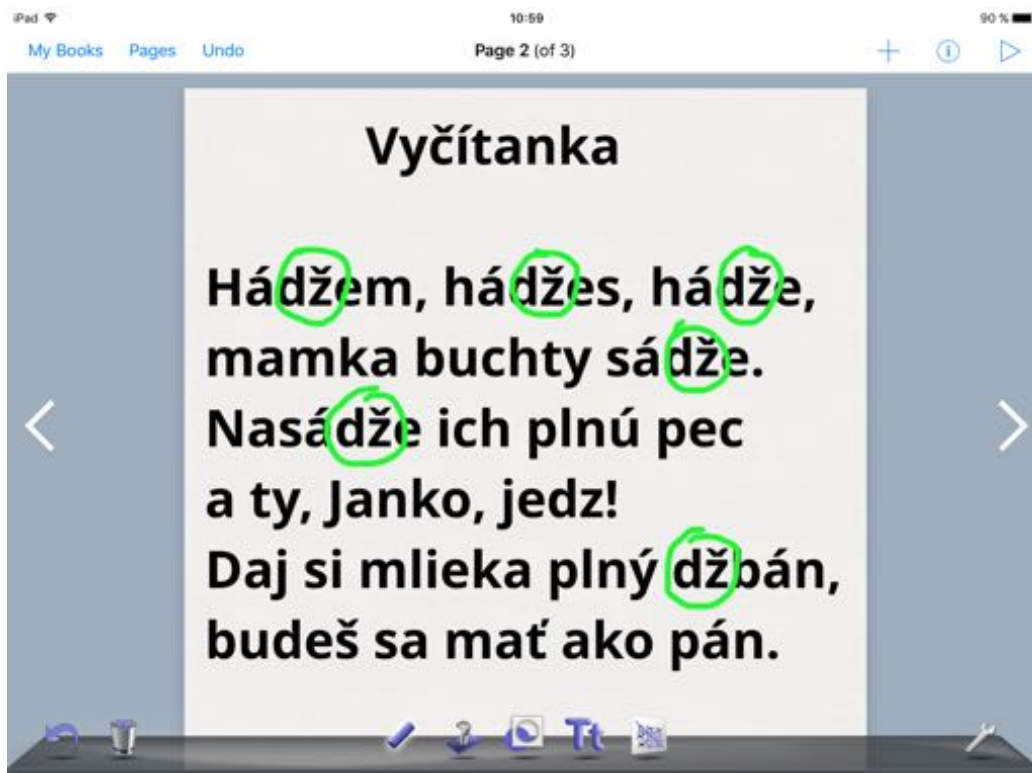 iPad 10:59 90 %
My Books Pages Undo Page 2 (of 3)
Vyčítanka
Hádžem, hádžes, hádže,
mamka buchty sádže.
Nasádže ich plnú pec
a ty, Janko, jedz!
Daj si mlieka plný džbán,
budeš sa mať ako pán.
Tt